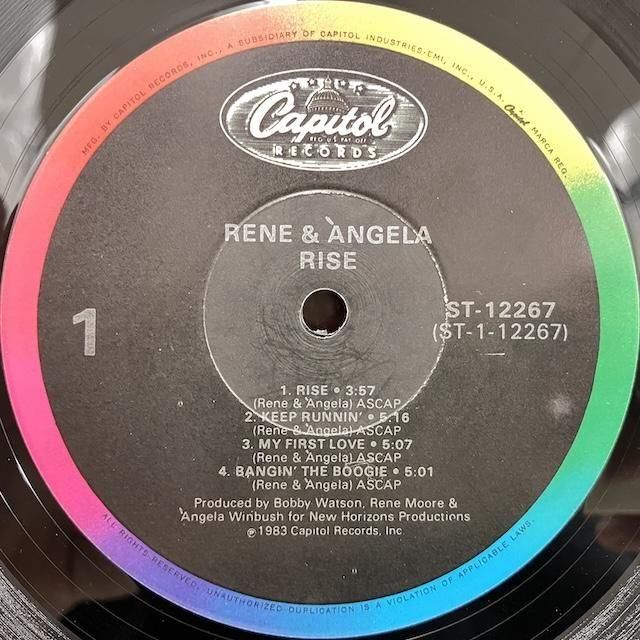 MFG. BY CAPITOL RECORDS, INC., A SUBSIDIARY OF CAPITOL INDUSTRIES-EMI, INC., U.S.A. Capitol MARCA REG.
Capitol
REG. U.S. PAT. OFF.
RECORDS
RENE & ANGELA
RISE
1
ST-12267
(ST-1-12267)
1. RISE • 3:57
(Rene & Angela) ASCAP
2. KEEP RUNNIN' • 5:16
(Rene & Angela) ASCAP
3. MY FIRST LOVE • 5:07
(Rene & Angela) ASCAP
4. BANGIN' THE BOOGIE • 5:01
(Rene & Angela) ASCAP
Produced by Bobby Watson, Rene Moore &
Angela Winbush for New Horizons Productions
℗ 1983 Capitol Records, Inc.
ALL RIGHTS RESERVED. UNAUTHORIZED DUPLICATION IS A VIOLATION OF APPLICABLE LAWS.